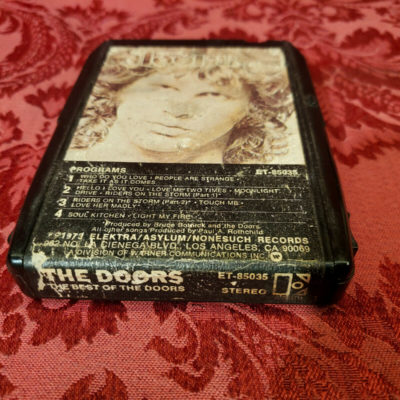 PROGRAMS ET-85035
1 WHO DO YOU LOVE • PEOPLE ARE STRANGE •
TAKE IT AS IT COMES
2 HELLO I LOVE YOU • LOVE ME TWO TIMES • MOONLIGHT
DRIVE • RIDERS ON THE STORM (Part 1)*
3 RIDERS ON THE STORM (Part 2)* • TOUCH ME •
LOVE HER MADLY*
4 SOUL KITCHEN • LIGHT MY FIRE
*Produced by Bruce Botnick and the Doors
All other songs Produced by Paul A. Rothchild
℗1973 ELEKTRA/ASYLUM/NONESUCH RECORDS
962 NO. LA CIENEGA BLVD., LOS ANGELES, CA 90069
A DIVISION OF WARNER COMMUNICATIONS INC.
THE DOORS ET-85035
THE BEST OF THE DOORS STEREO